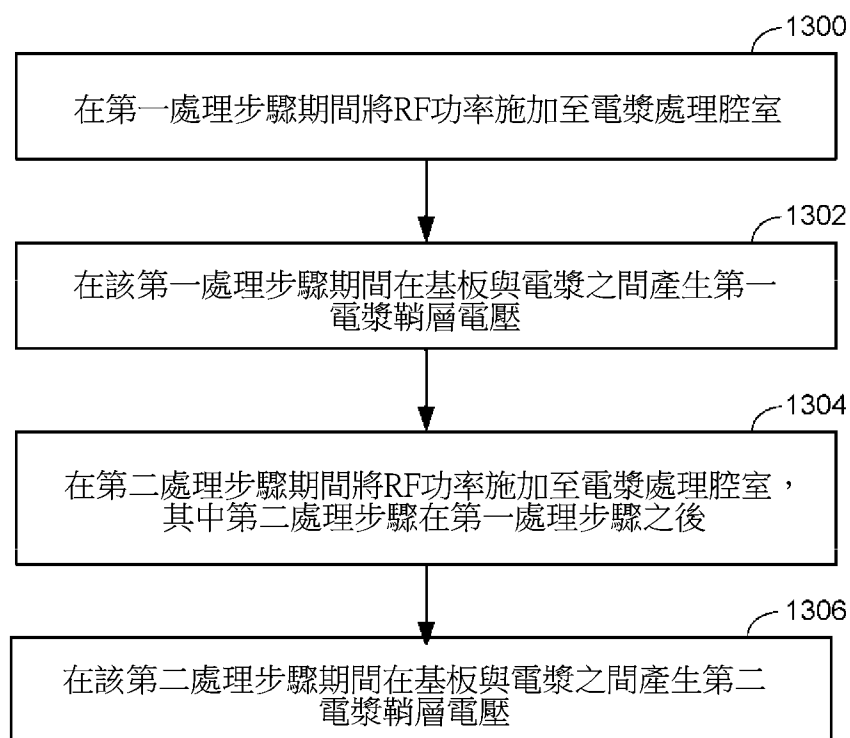 1300
在第一處理步驟期間將RF功率施加至電漿處理腔室
1302
在該第一處理步驟期間在基板與電漿之間產生第一
電漿鞘層電壓
1304
在第二處理步驟期間將RF功率施加至電漿處理腔室，
其中第二處理步驟在第一處理步驟之後
1306
在該第二處理步驟期間在基板與電漿之間產生第二
電漿鞘層電壓